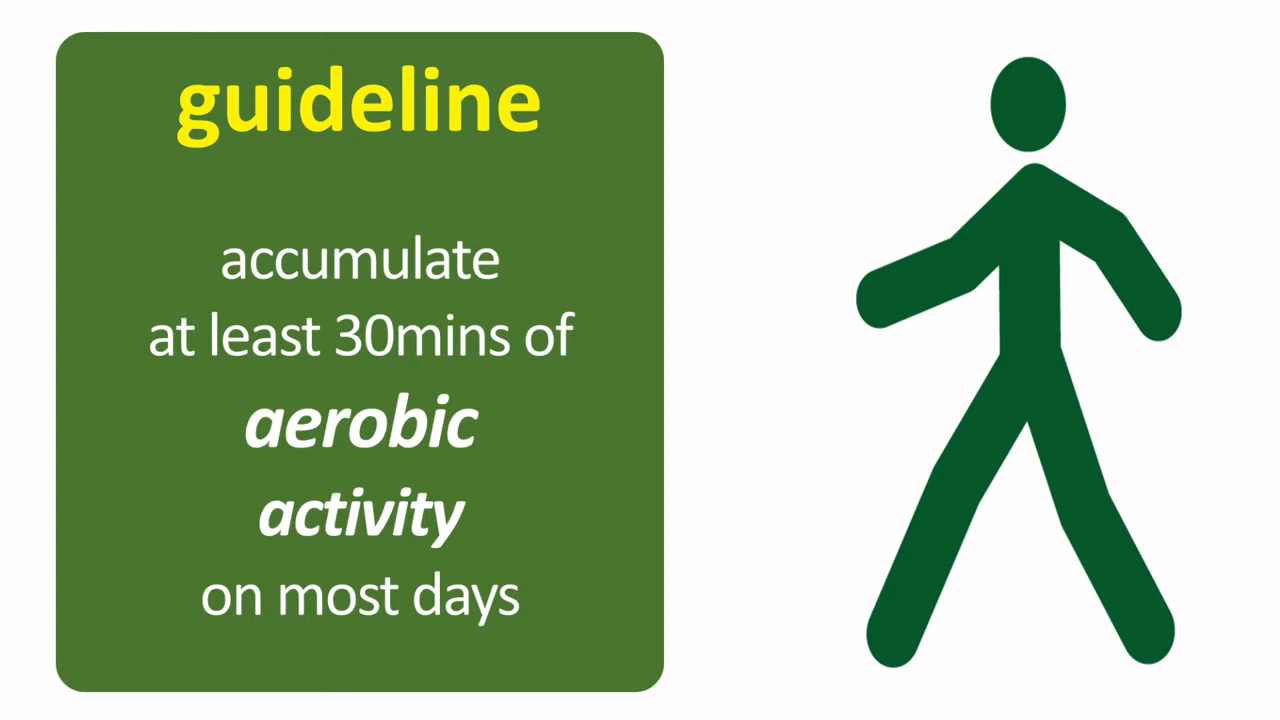 guideline
accumulate
at least 30mins of
aerobic
activity
on most days